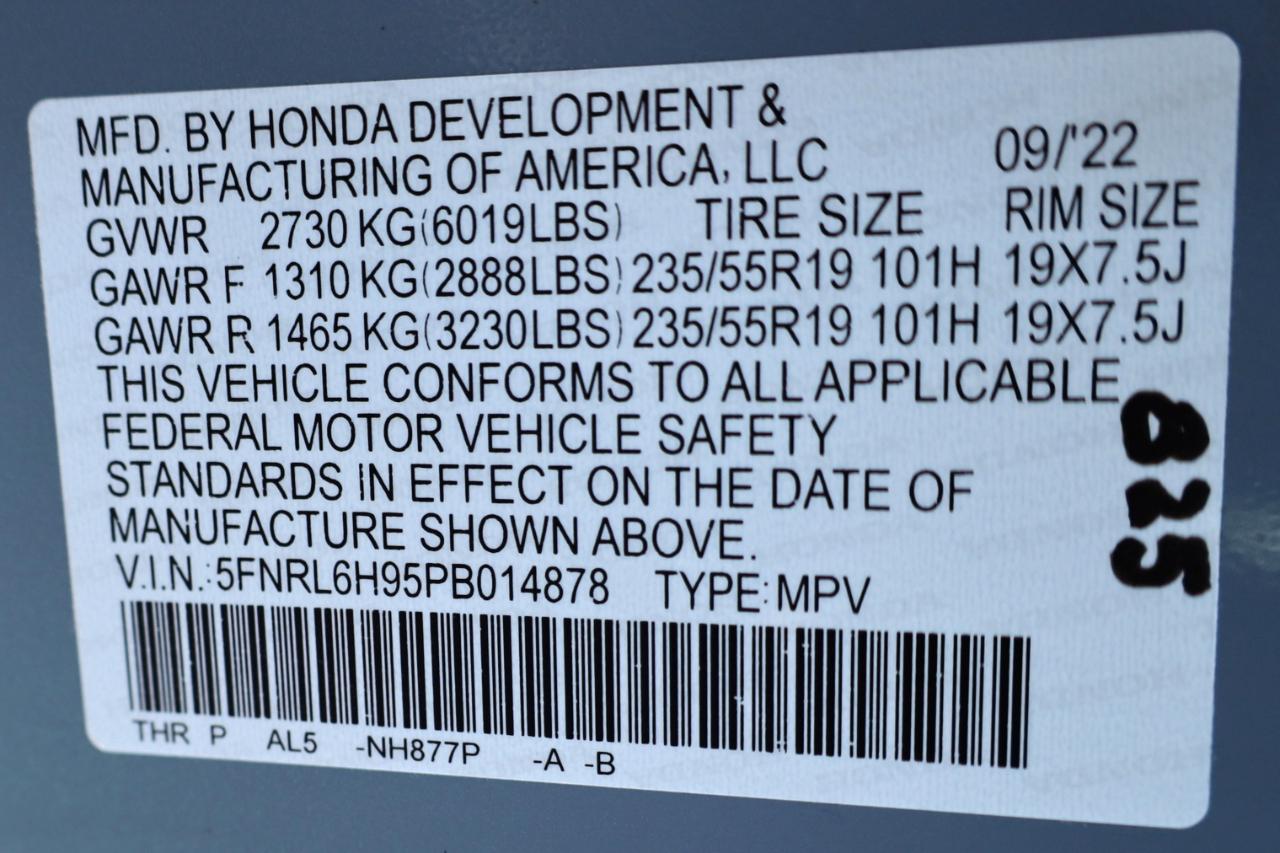 MFD. BY HONDA DEVELOPMENT &
MANUFACTURING OF AMERICA, LLC 09/'22
GVWR 2730 KG(6019LBS) TIRE SIZE RIM SIZE
GAWR F 1310 KG(2888LBS) 235/55R19 101H 19X7.5J
GAWR R 1465 KG(3230LBS) 235/55R19 101H 19X7.5J
THIS VEHICLE CONFORMS TO ALL APPLICABLE
FEDERAL MOTOR VEHICLE SAFETY
STANDARDS IN EFFECT ON THE DATE OF
MANUFACTURE SHOWN ABOVE.
V.I.N.:5FNRL6H95PB014878 TYPE:MPV
THR P AL5 -NH877P -A -B
825